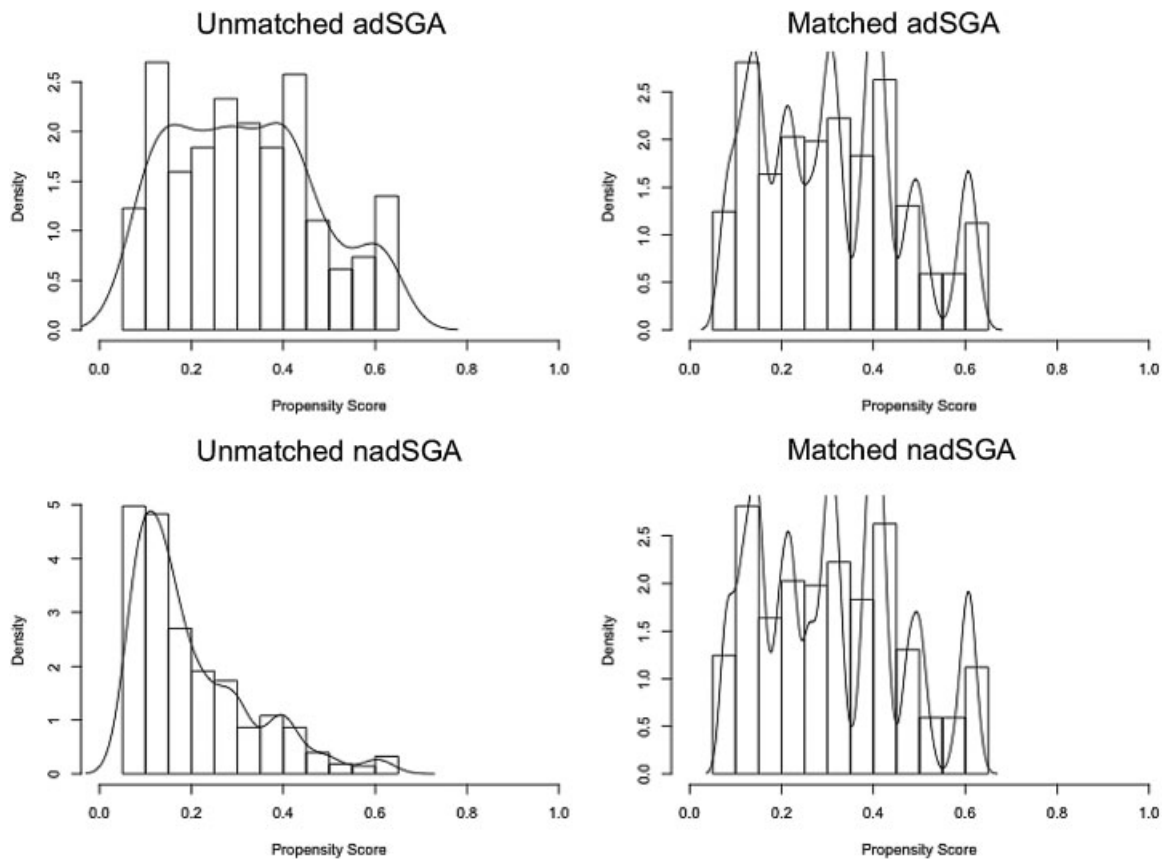 Unmatched adSGA
Density
0.0 0.5 1.0 1.5 2.0 2.5
0.0 0.2 0.4 0.6 0.8 1.0
Propensity Score
Matched adSGA
Density
0.0 0.5 1.0 1.5 2.0 2.5
0.0 0.2 0.4 0.6 0.8 1.0
Propensity Score
Unmatched nadSGA
Density
0 1 2 3 4 5
0.0 0.2 0.4 0.6 0.8 1.0
Propensity Score
Matched nadSGA
Density
0.0 0.5 1.0 1.5 2.0 2.5
0.0 0.2 0.4 0.6 0.8 1.0
Propensity Score